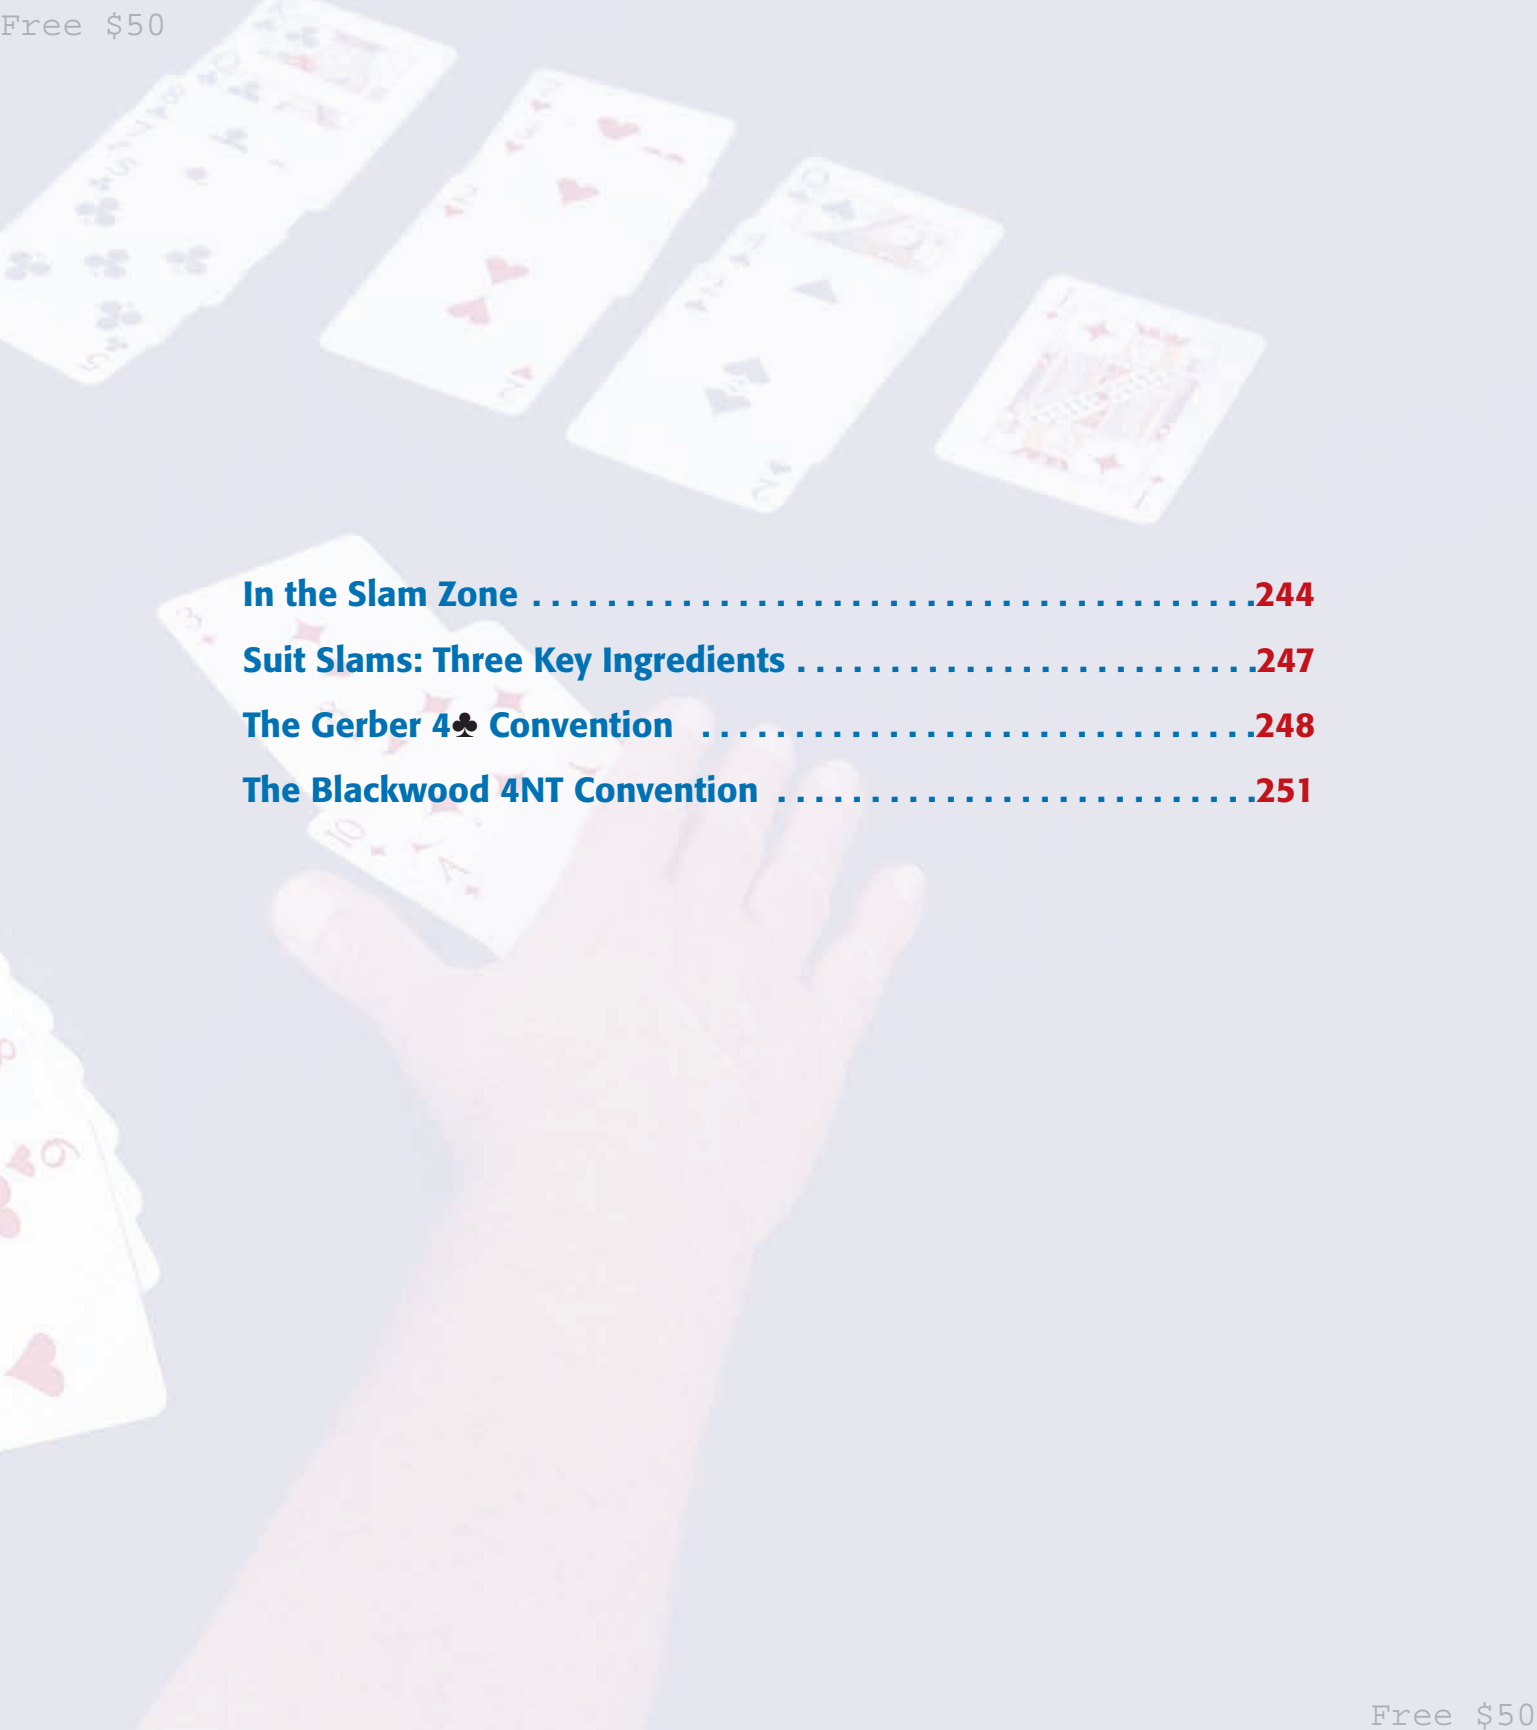 Free $50
In the Slam Zone . . . . . . . . . . . . . . . . . . . . . . . . . . . . . . . . . . . . . . .244
Suit Slams: Three Key Ingredients . . . . . . . . . . . . . . . . . . . . . . . . .247
The Gerber 4♣ Convention . . . . . . . . . . . . . . . . . . . . . . . . . . . . . .248
The Blackwood 4NT Convention . . . . . . . . . . . . . . . . . . . . . . . . . .251
Free $50